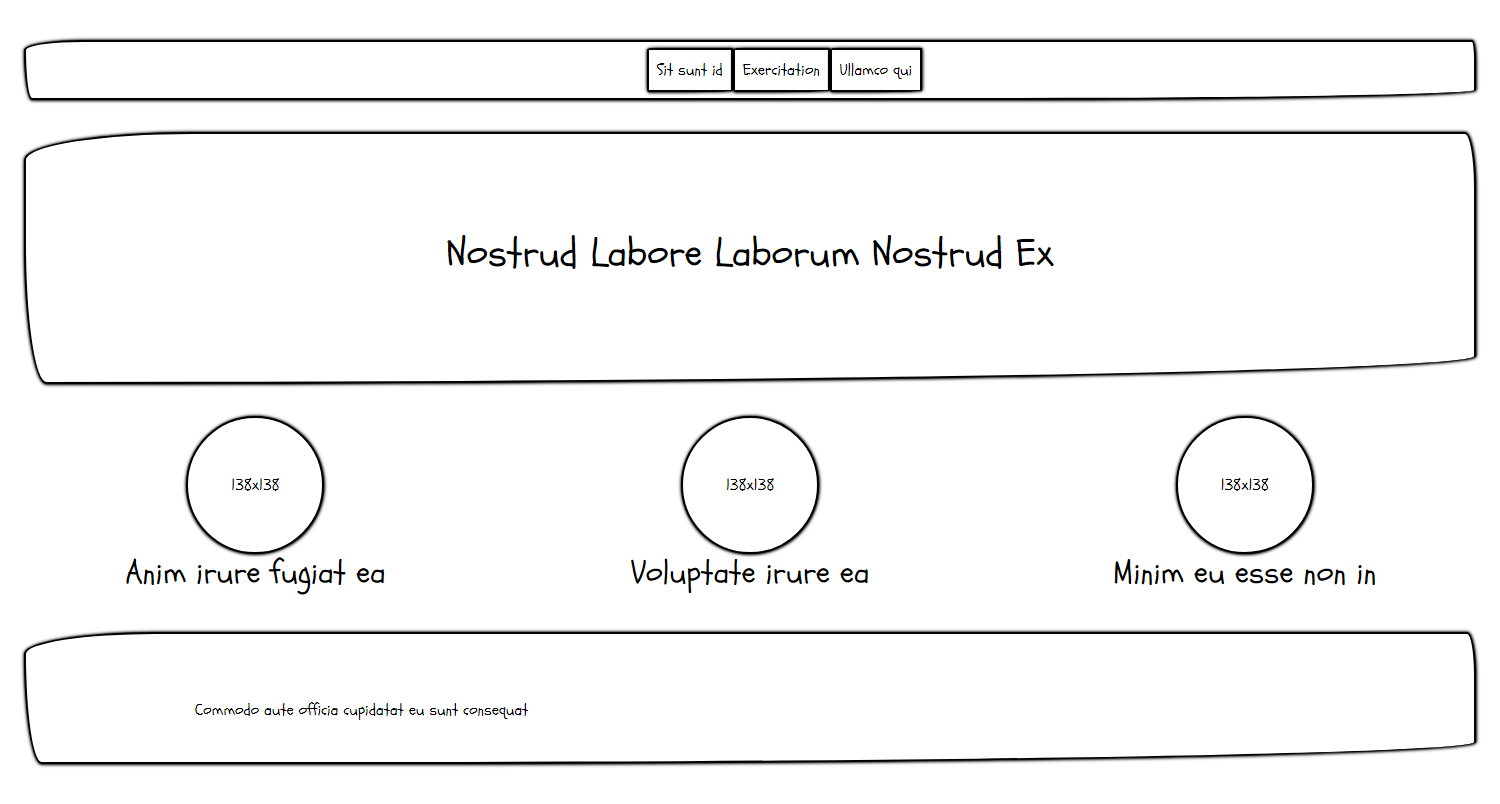 Sit sunt id
Exercitation
Ullamco qui
Nostrud Labore Laborum Nostrud Ex
138x138
138x138
138x138
Anim irure fugiat ea
Voluptate irure ea
Minim eu esse non in
Commodo aute officia cupidatat eu sunt consequat